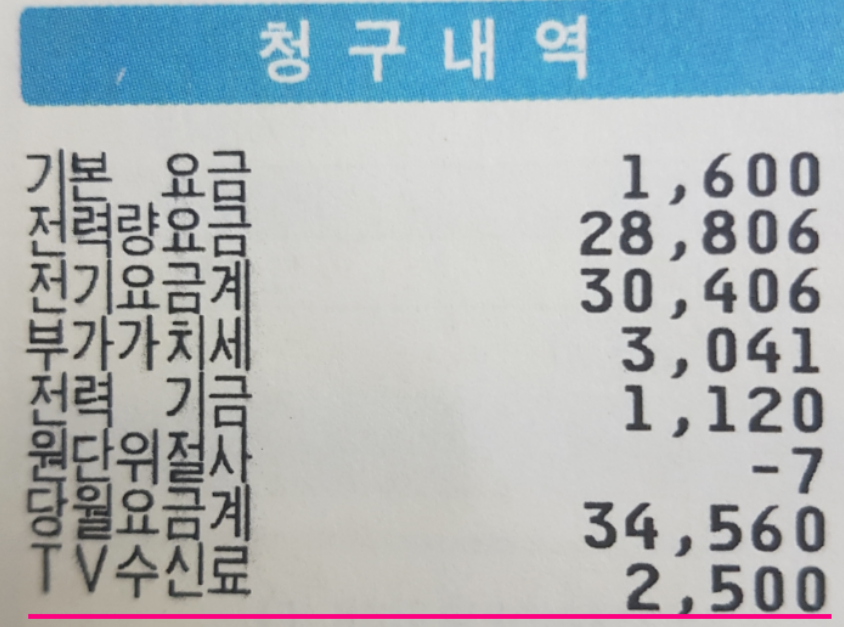 청구내역
기본 요금 1,600
전력량요금 28,806
전기요금계 30,406
부가가치세 3,041
전력 기금 1,120
원단위절사 -7
당월요금계 34,560
TV수신료 2,500